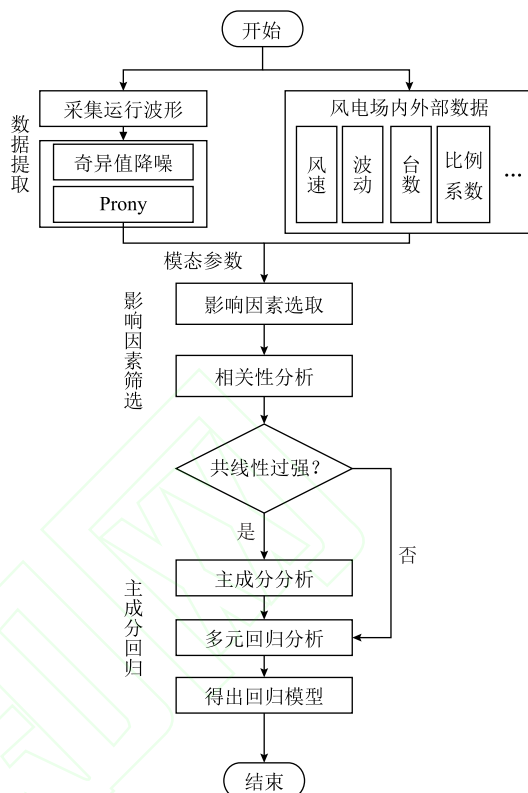 开始
数据提取
采集运行波形
奇异值降噪
Prony
风电场内外部数据
风速
波动
台数
比例
系数
...
模态参数
影响因素筛选
影响因素选取
相关性分析
共线性过强?
是
否
主成分回归
主成分分析
多元回归分析
得出回归模型
结束